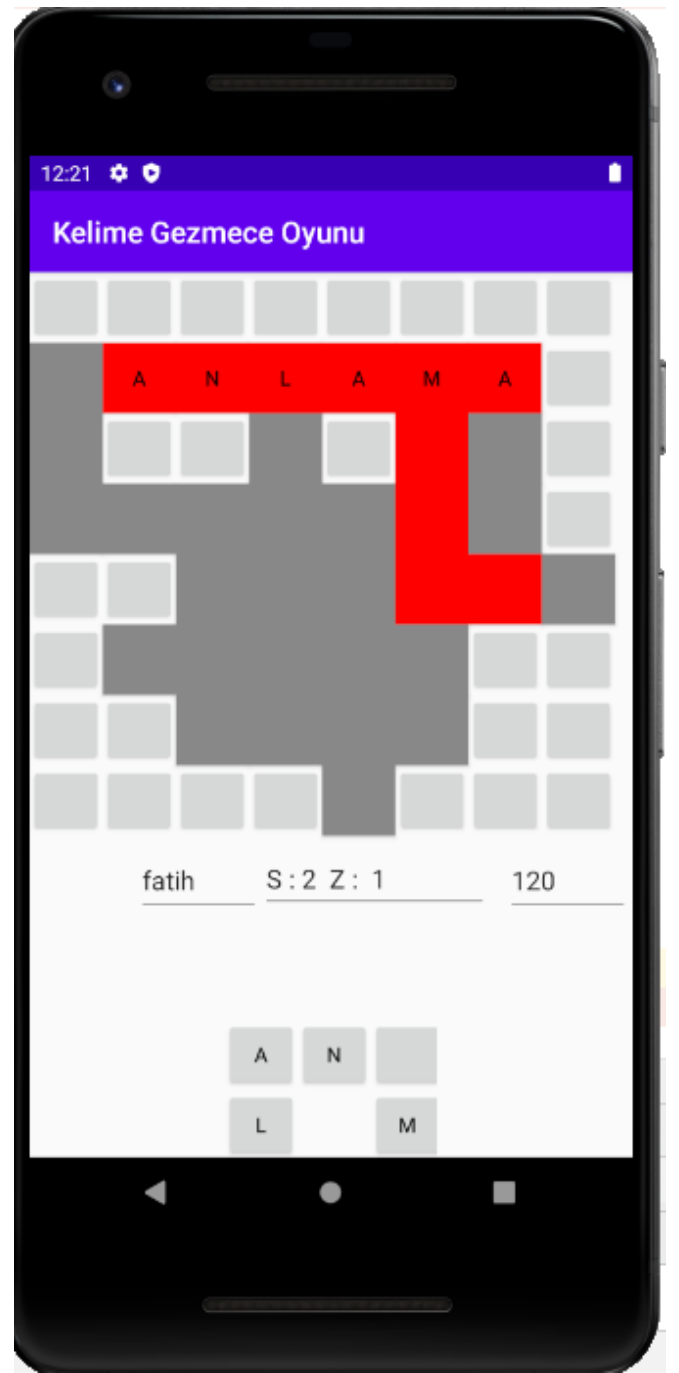 12:21
Kelime Gezmece Oyunu
A N L A M A
fatih S : 2 Z : 1 120
A N
L M